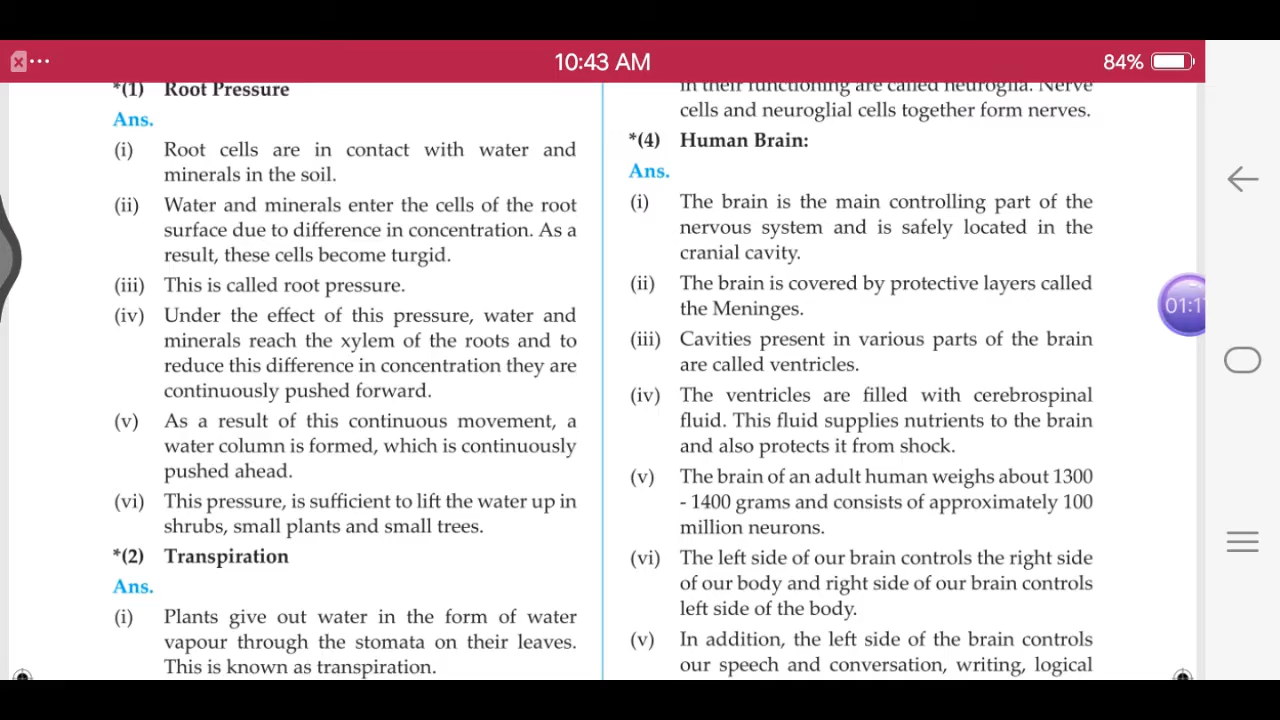 10:43 AM
84%
*(1) Root Pressure
Ans.
(i) Root cells are in contact with water and
minerals in the soil.
(ii) Water and minerals enter the cells of the root
surface due to difference in concentration. As a
result, these cells become turgid.
(iii) This is called root pressure.
(iv) Under the effect of this pressure, water and
minerals reach the xylem of the roots and to
reduce this difference in concentration they are
continuously pushed forward.
(v) As a result of this continuous movement, a
water column is formed, which is continuously
pushed ahead.
(vi) This pressure, is sufficient to lift the water up in
shrubs, small plants and small trees.
*(2) Transpiration
Ans.
(i) Plants give out water in the form of water
vapour through the stomata on their leaves.
This is known as transpiration.
in their functioning are called neuroglia. Nerve
cells and neuroglial cells together form nerves.
*(4) Human Brain:
Ans.
(i) The brain is the main controlling part of the
nervous system and is safely located in the
cranial cavity.
(ii) The brain is covered by protective layers called
the Meninges.
(iii) Cavities present in various parts of the brain
are called ventricles.
(iv) The ventricles are filled with cerebrospinal
fluid. This fluid supplies nutrients to the brain
and also protects it from shock.
(v) The brain of an adult human weighs about 1300
- 1400 grams and consists of approximately 100
million neurons.
(vi) The left side of our brain controls the right side
of our body and right side of our brain controls
left side of the body.
(v) In addition, the left side of the brain controls
our speech and conversation, writing, logical